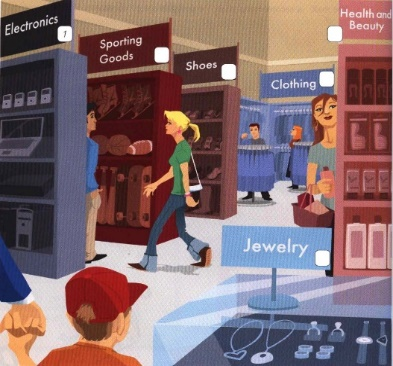 Electronics
1
Sporting
Goods
Shoes
Clothing
Health and
Beauty
Jewelry